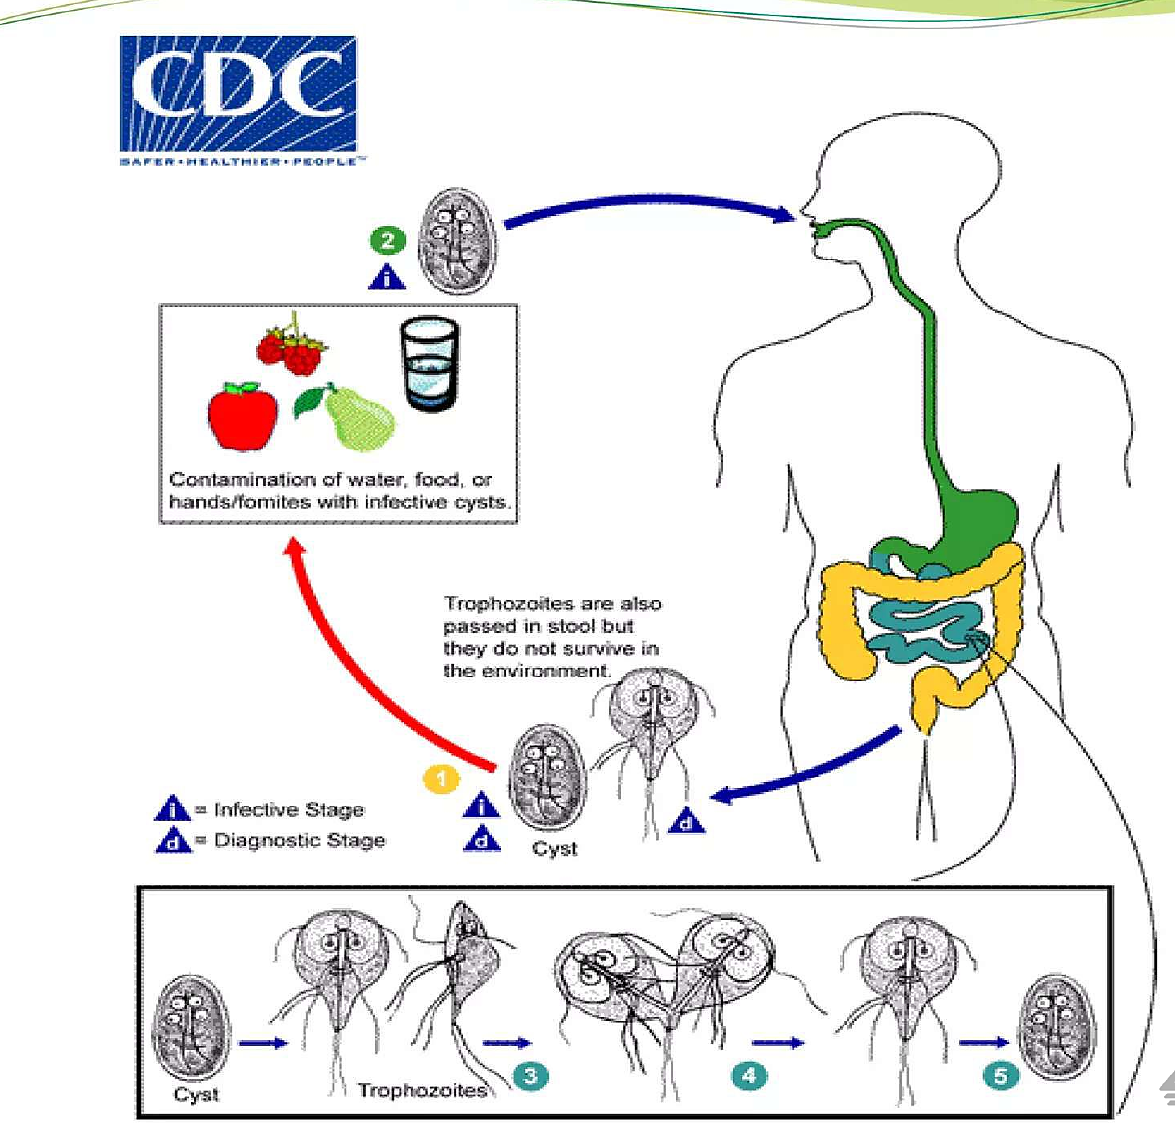 CDC
SAFER•HEALTHIER•PEOPLE™
2
i
Contamination of water, food, or
hands/fomites with infective cysts.
Trophozoites are also
passed in stool but
they do not survive in
the environment.
1
i
d
d
Cyst
i = Infective Stage
d = Diagnostic Stage
Cyst
Trophozoites
3
4
5